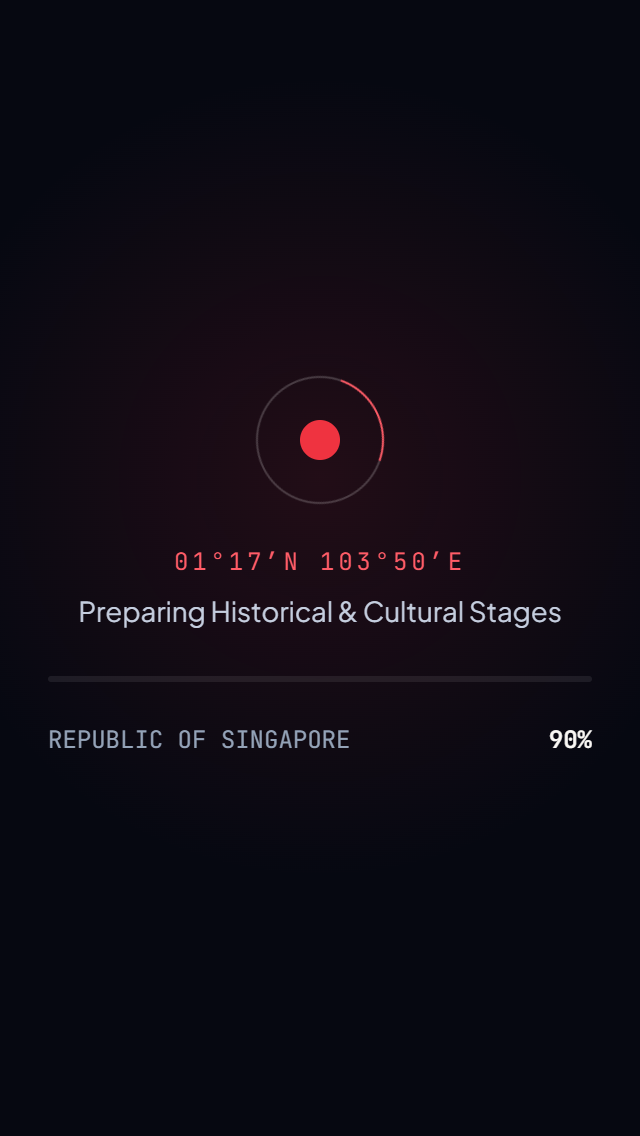 01°17′N 103°50′E
Preparing Historical & Cultural Stages
REPUBLIC OF SINGAPORE 90%